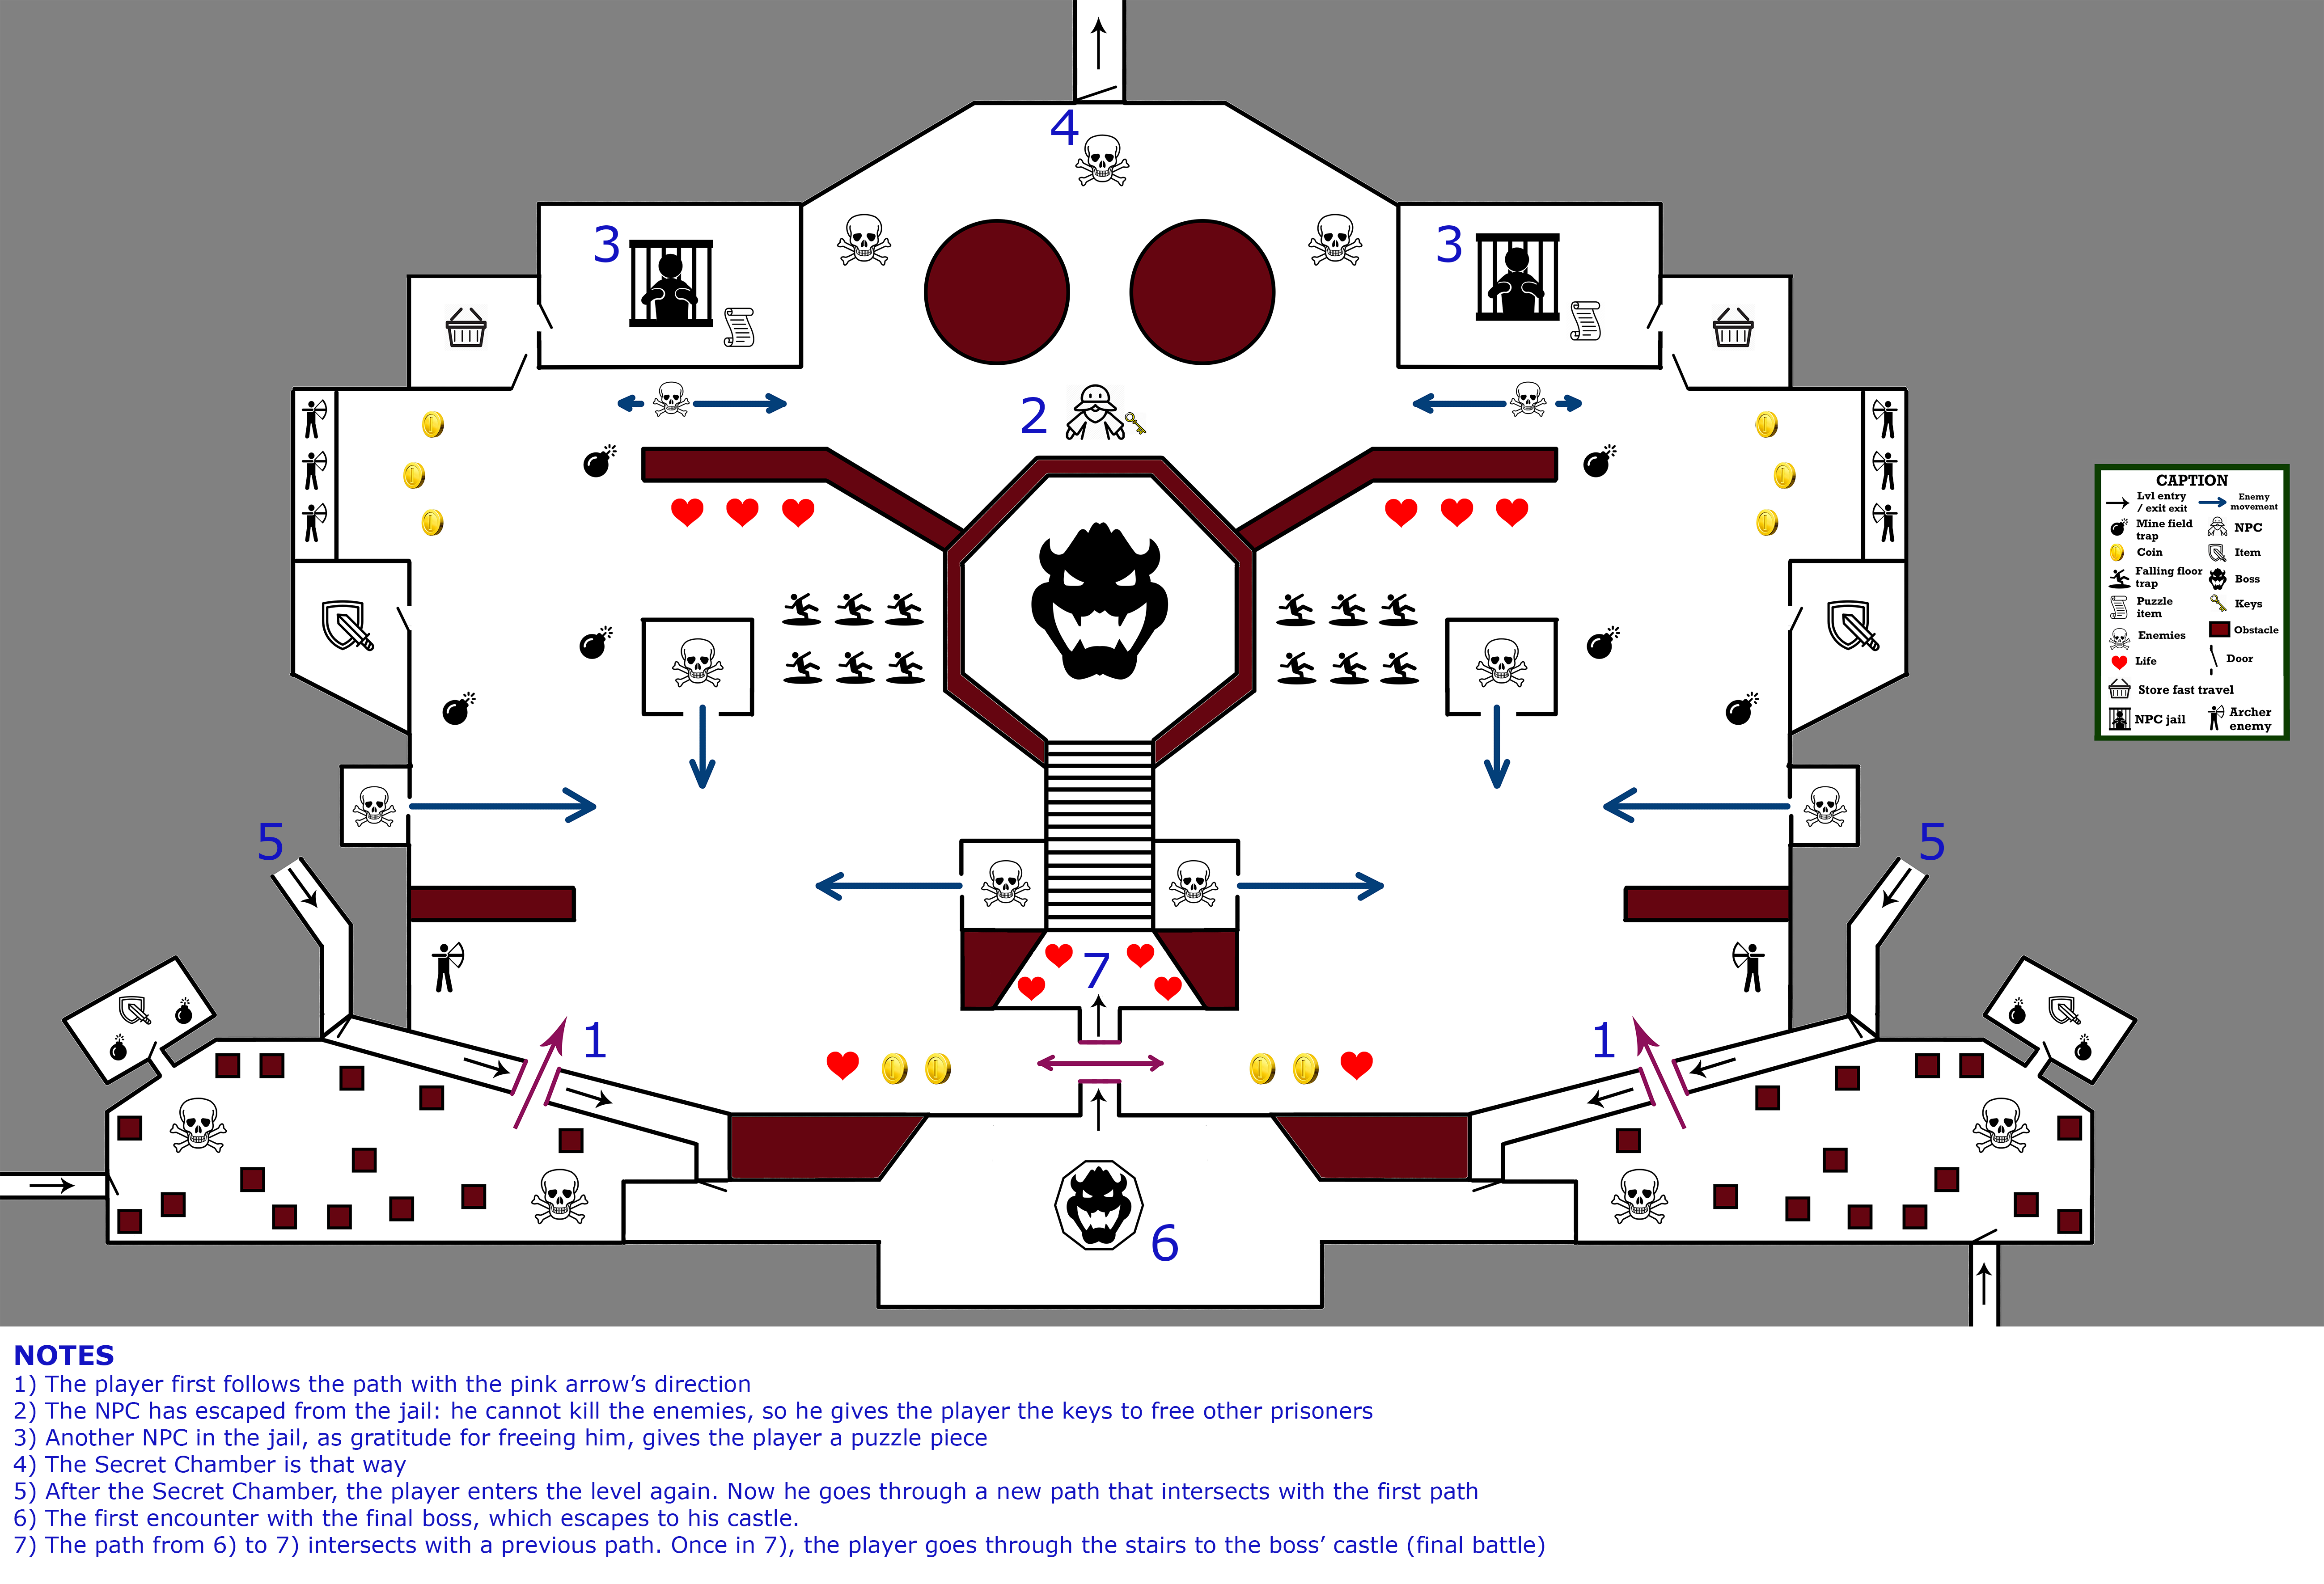 4
3
3
2
5
5
7
1
1
6
CAPTION
Lvl entry
/ exit exit
Enemy
movement
Mine field
trap
NPC
Coin
Item
Falling floor
trap
Boss
Puzzle
item
Keys
Enemies
Obstacle
Life
Door
Store fast travel
NPC jail
Archer
enemy
NOTES
1) The player first follows the path with the pink arrow’s direction
2) The NPC has escaped from the jail: he cannot kill the enemies, so he gives the player the keys to free other prisoners
3) Another NPC in the jail, as gratitude for freeing him, gives the player a puzzle piece
4) The Secret Chamber is that way
5) After the Secret Chamber, the player enters the level again. Now he goes through a new path that intersects with the first path
6) The first encounter with the final boss, which escapes to his castle.
7) The path from 6) to 7) intersects with a previous path. Once in 7), the player goes through the stairs to the boss’ castle (final battle)